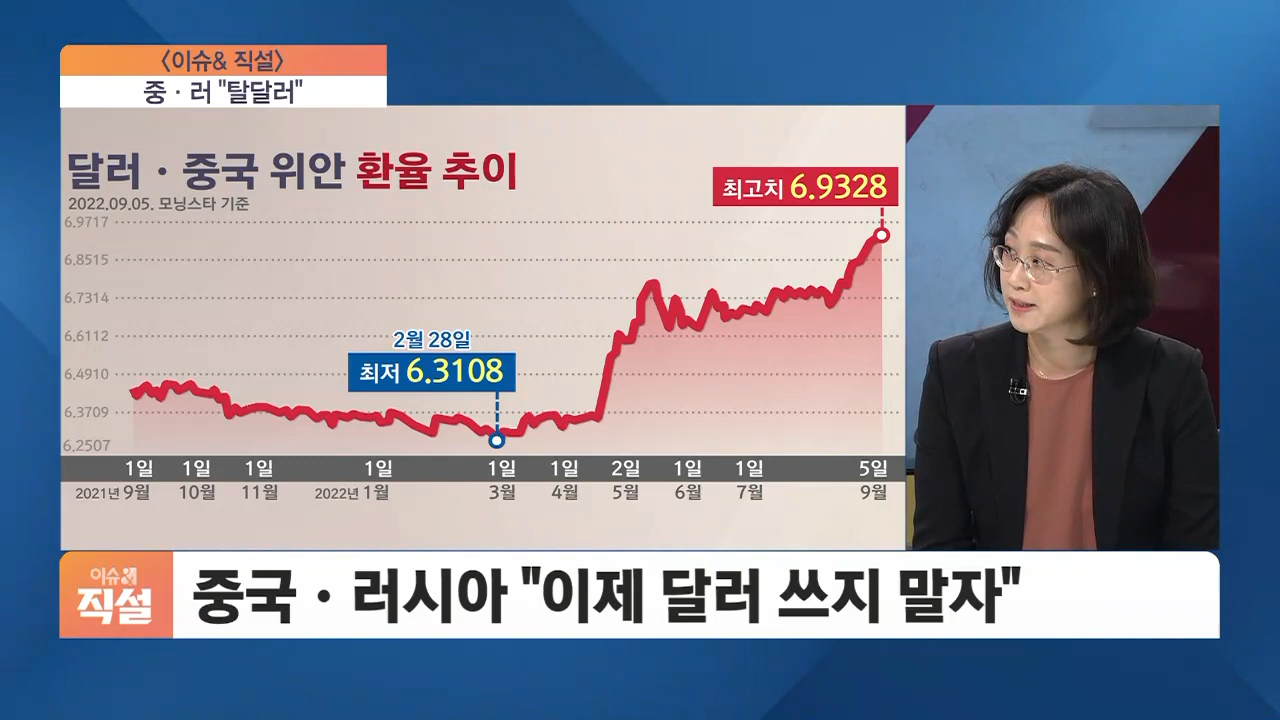 〈이슈& 직설〉
중·러 "탈달러"
달러·중국 위안 환율 추이
2022.09.05. 모닝스타 기준
최고치 6.9328
6.9717
6.8515
6.7314
6.6112
6.4910
6.3709
6.2507
2월 28일
최저 6.3108
1일 1일 1일 1일 1일 1일 2일 1일 1일 5일
2021년 9월 10월 11월 2022년 1월 3월 4월 5월 6월 7월 9월
이슈&
직설
중국·러시아 "이제 달러 쓰지 말자"